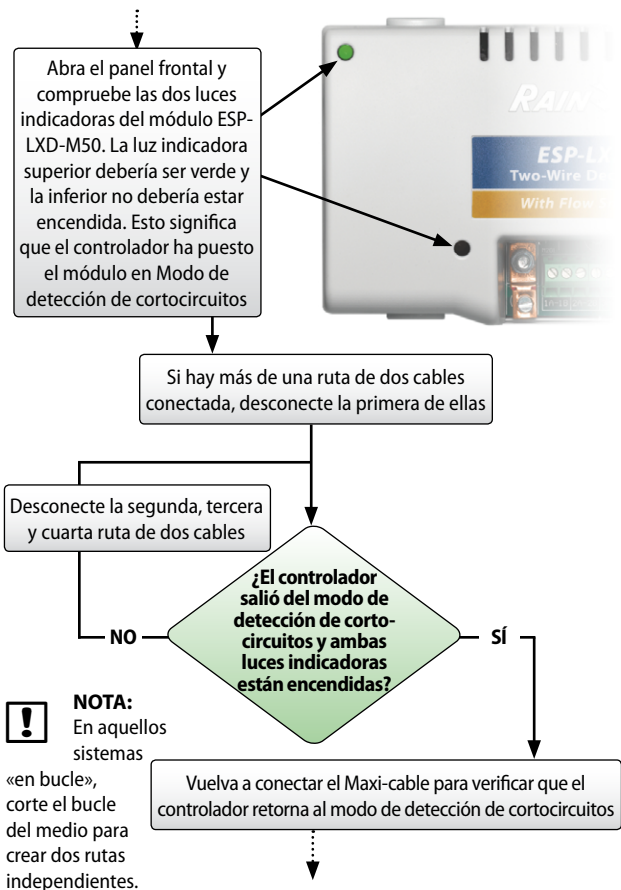 Abra el panel frontal y
compruebe las dos luces
indicadoras del módulo ESP-
LXD-M50. La luz indicadora
superior debería ser verde y
la inferior no debería estar
encendida. Esto significa
que el controlador ha puesto
el módulo en Modo de
detección de cortocircuitos
RAIN
ESP-LX
Two-Wire De
With Flow S
Si hay más de una ruta de dos cables
conectada, desconecte la primera de ellas
Desconecte la segunda, tercera
y cuarta ruta de dos cables
¿El controlador
salió del modo de
detección de corto-
circuitos y ambas
luces indicadoras
están encendidas?
NO
SÍ
!
NOTA:
En aquellos
sistemas
«en bucle»,
corte el bucle
del medio para
crear dos rutas
independientes.
Vuelva a conectar el Maxi-cable para verificar que el
controlador retorna al modo de detección de cortocircuitos